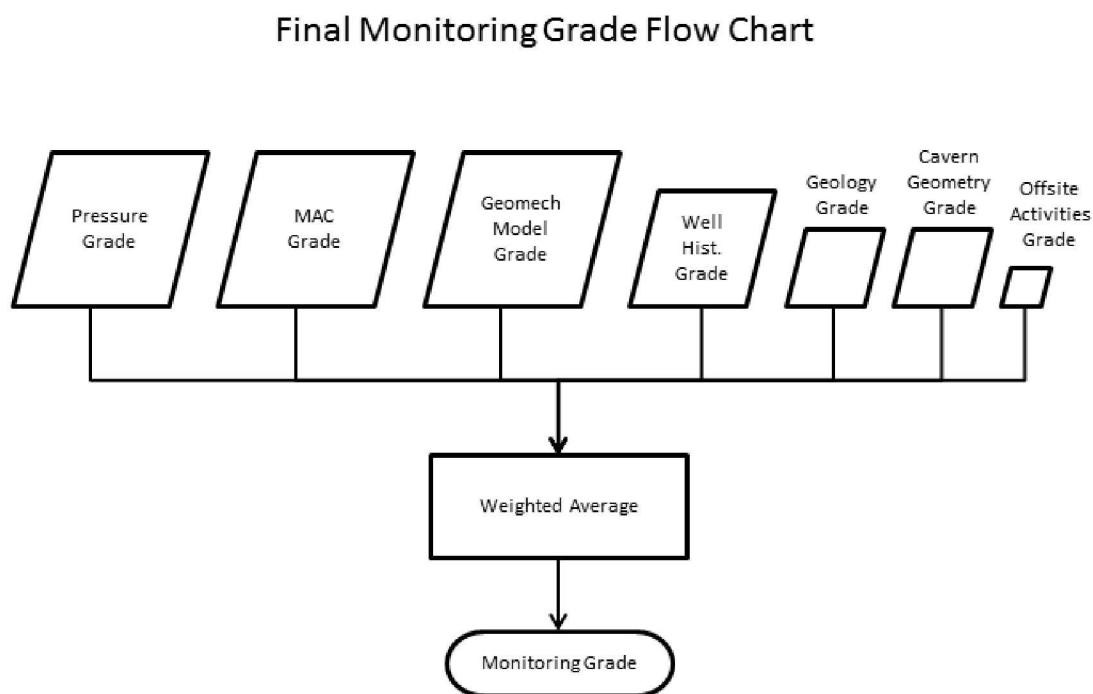 Final Monitoring Grade Flow Chart
Pressure
Grade
MAC
Grade
Geomech
Model
Grade
Well
Hist.
Grade
Geology
Grade
Cavern
Geometry
Grade
Offsite
Activities
Grade
Weighted Average
Monitoring Grade